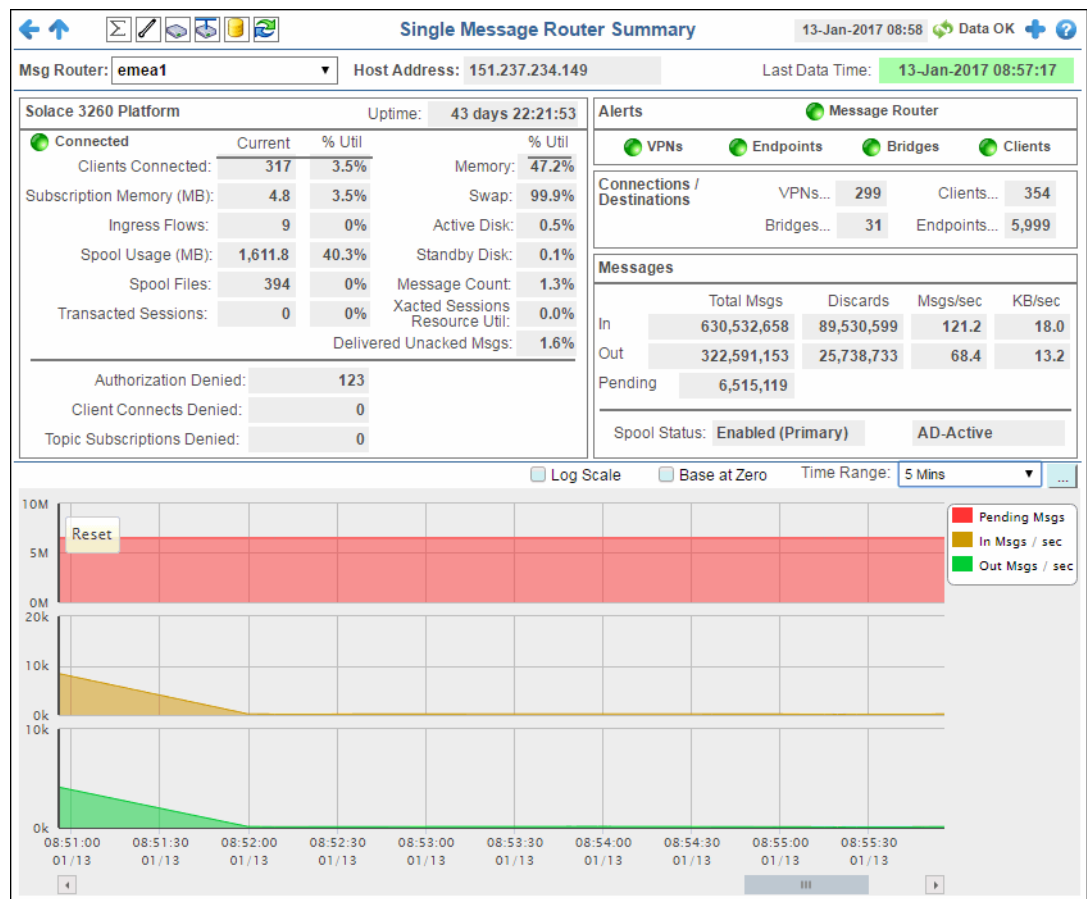 Single Message Router Summary 13-Jan-2017 08:58 Data OK
Msg Router: emea1 Host Address: 151.237.234.149 Last Data Time: 13-Jan-2017 08:57:17
Solace 3260 Platform Uptime: 43 days 22:21:53
Connected Current % Util % Util
Clients Connected: 317 3.5% Memory: 47.2%
Subscription Memory (MB): 4.8 3.5% Swap: 99.9%
Ingress Flows: 9 0% Active Disk: 0.5%
Spool Usage (MB): 1,611.8 40.3% Standby Disk: 0.1%
Spool Files: 394 0% Message Count: 1.3%
Transacted Sessions: 0 0% Xacted Sessions
Resource Util: 0.0%
Delivered Unacked Msgs: 1.6%
Authorization Denied: 123
Client Connects Denied: 0
Topic Subscriptions Denied: 0
Alerts Message Router
VPNs Endpoints Bridges Clients
Connections /
Destinations
VPNs... 299 Clients... 354
Bridges... 31 Endpoints... 5,999
Messages
Total Msgs Discards Msgs/sec KB/sec
In 630,532,658 89,530,599 121.2 18.0
Out 322,591,153 25,738,733 68.4 13.2
Pending 6,515,119
Spool Status: Enabled (Primary) AD-Active
Log Scale Base at Zero Time Range: 5 Mins ...
10M
Reset
5M
0M
Pending Msgs
In Msgs / sec
Out Msgs / sec
20k
10k
0k
10k
0k
08:51:00 08:51:30 08:52:00 08:52:30 08:53:00 08:53:30 08:54:00 08:54:30 08:55:00 08:55:30
01/13 01/13 01/13 01/13 01/13 01/13 01/13 01/13 01/13 01/13